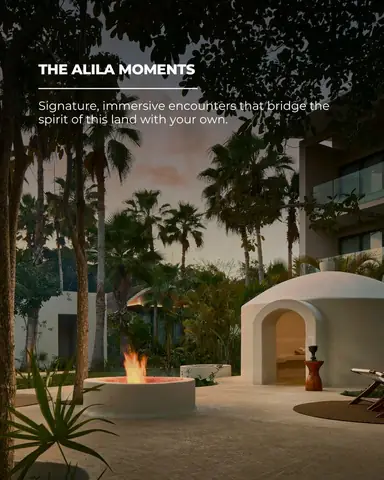 THE ALILA MOMENTS
Signature, immersive encounters that bridge the
spirit of this land with your own.